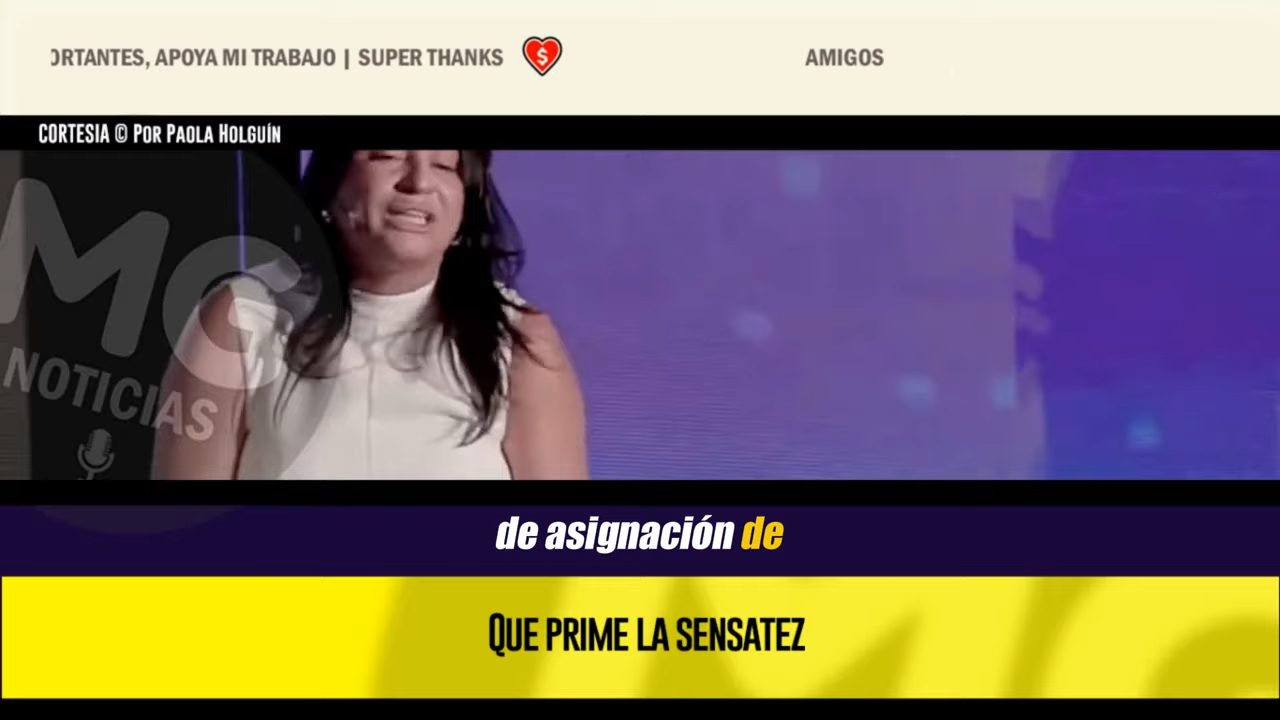 ORTANTES, APOYA MI TRABAJO | SUPER THANKS
AMIGOS
CORTESIA © POR PAOLA HOLGUÍN
MG
NOTICIAS
de asignación de
QUE PRIME LA SENSATEZ